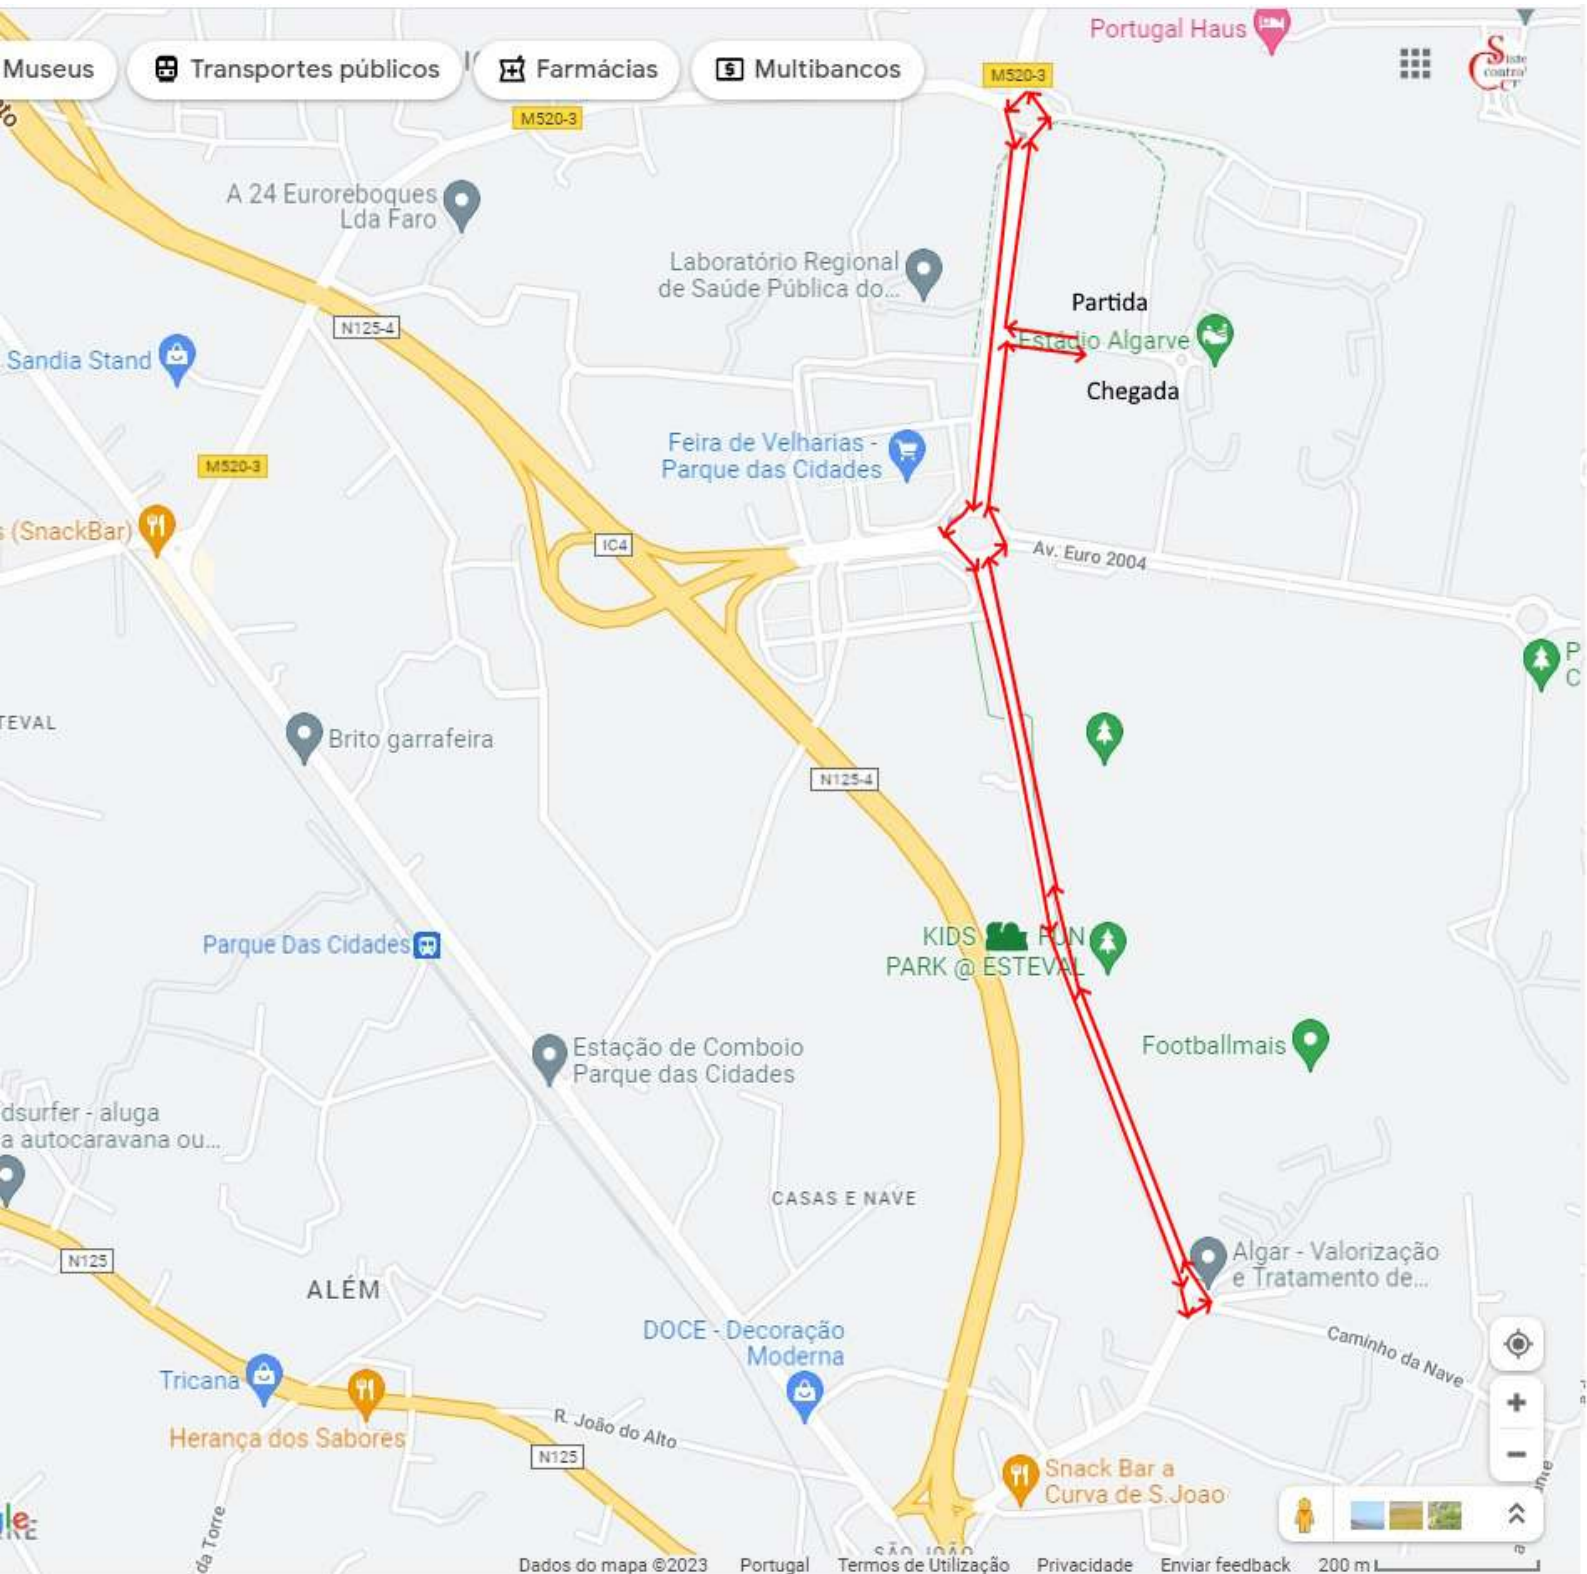 Portugal Haus
Museus
Transportes públicos
Farmácias
Multibancos
M520-3
M520-3
A 24 Euroreboques
Lda Faro
Laboratório Regional
de Saúde Pública do...
Partida
N125-4
Estádio Algarve
Sandia Stand
Chegada
Feira de Velharias -
Parque das Cidades
M520-3
(SnackBar)
IC4
Av. Euro 2004
Brito garrafeira
N125-4
KIDS FUN
PARK @ ESTEVAL
Parque Das Cidades
Estação de Comboio
Parque das Cidades
Footballmais
dsurfer - aluga
a autocaravana ou...
CASAS E NAVE
N125
ALÉM
Algar - Valorização
e Tratamento de...
DOCE - Decoração
Moderna
Caminho da Nave
Tricana
Herança dos Sabores
R. João do Alto
N125
Snack Bar a
Curva de S.Joao
da Torre
SÃO JOÃO
Dados do mapa ©2023 Portugal Termos de Utilização Privacidade Enviar feedback 200 m